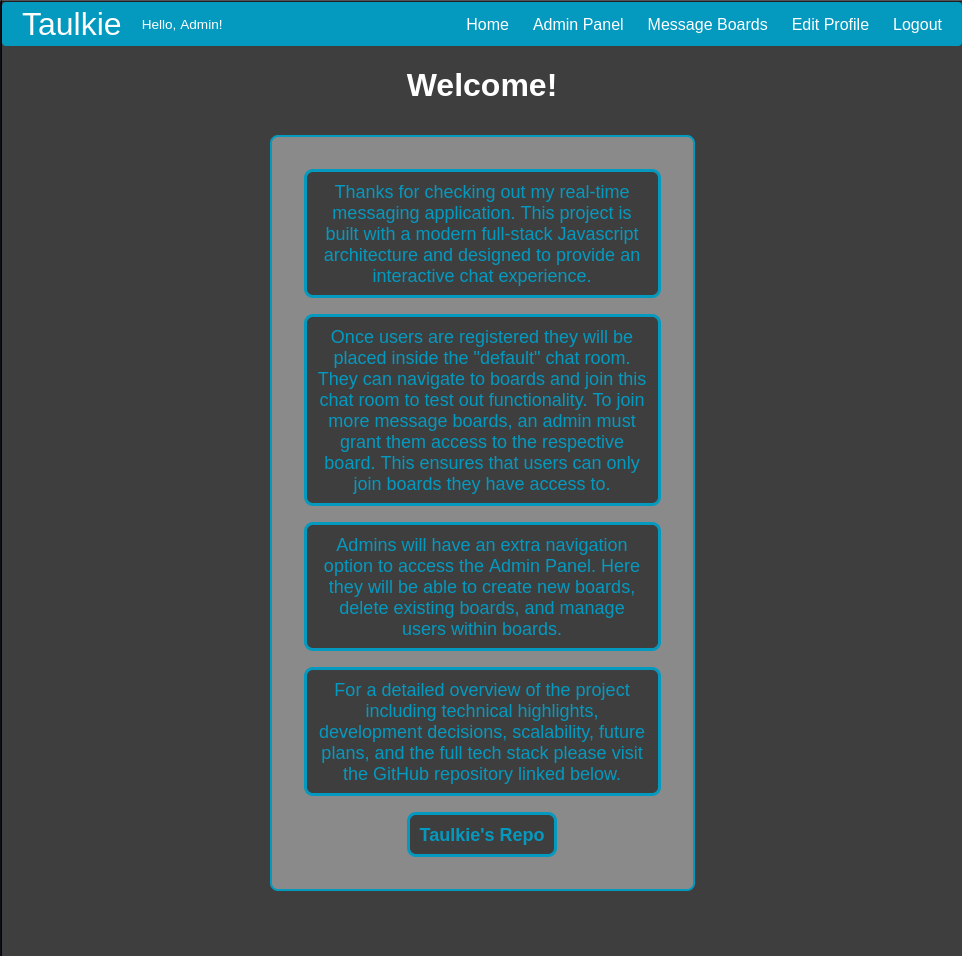 Taulkie Hello, Admin! Home Admin Panel Message Boards Edit Profile Logout
Welcome!
Thanks for checking out my real-time
messaging application. This project is
built with a modern full-stack Javascript
architecture and designed to provide an
interactive chat experience.
Once users are registered they will be
placed inside the "default" chat room.
They can navigate to boards and join this
chat room to test out functionality. To join
more message boards, an admin must
grant them access to the respective
board. This ensures that users can only
join boards they have access to.
Admins will have an extra navigation
option to access the Admin Panel. Here
they will be able to create new boards,
delete existing boards, and manage
users within boards.
For a detailed overview of the project
including technical highlights,
development decisions, scalability, future
plans, and the full tech stack please visit
the GitHub repository linked below.
Taulkie's Repo